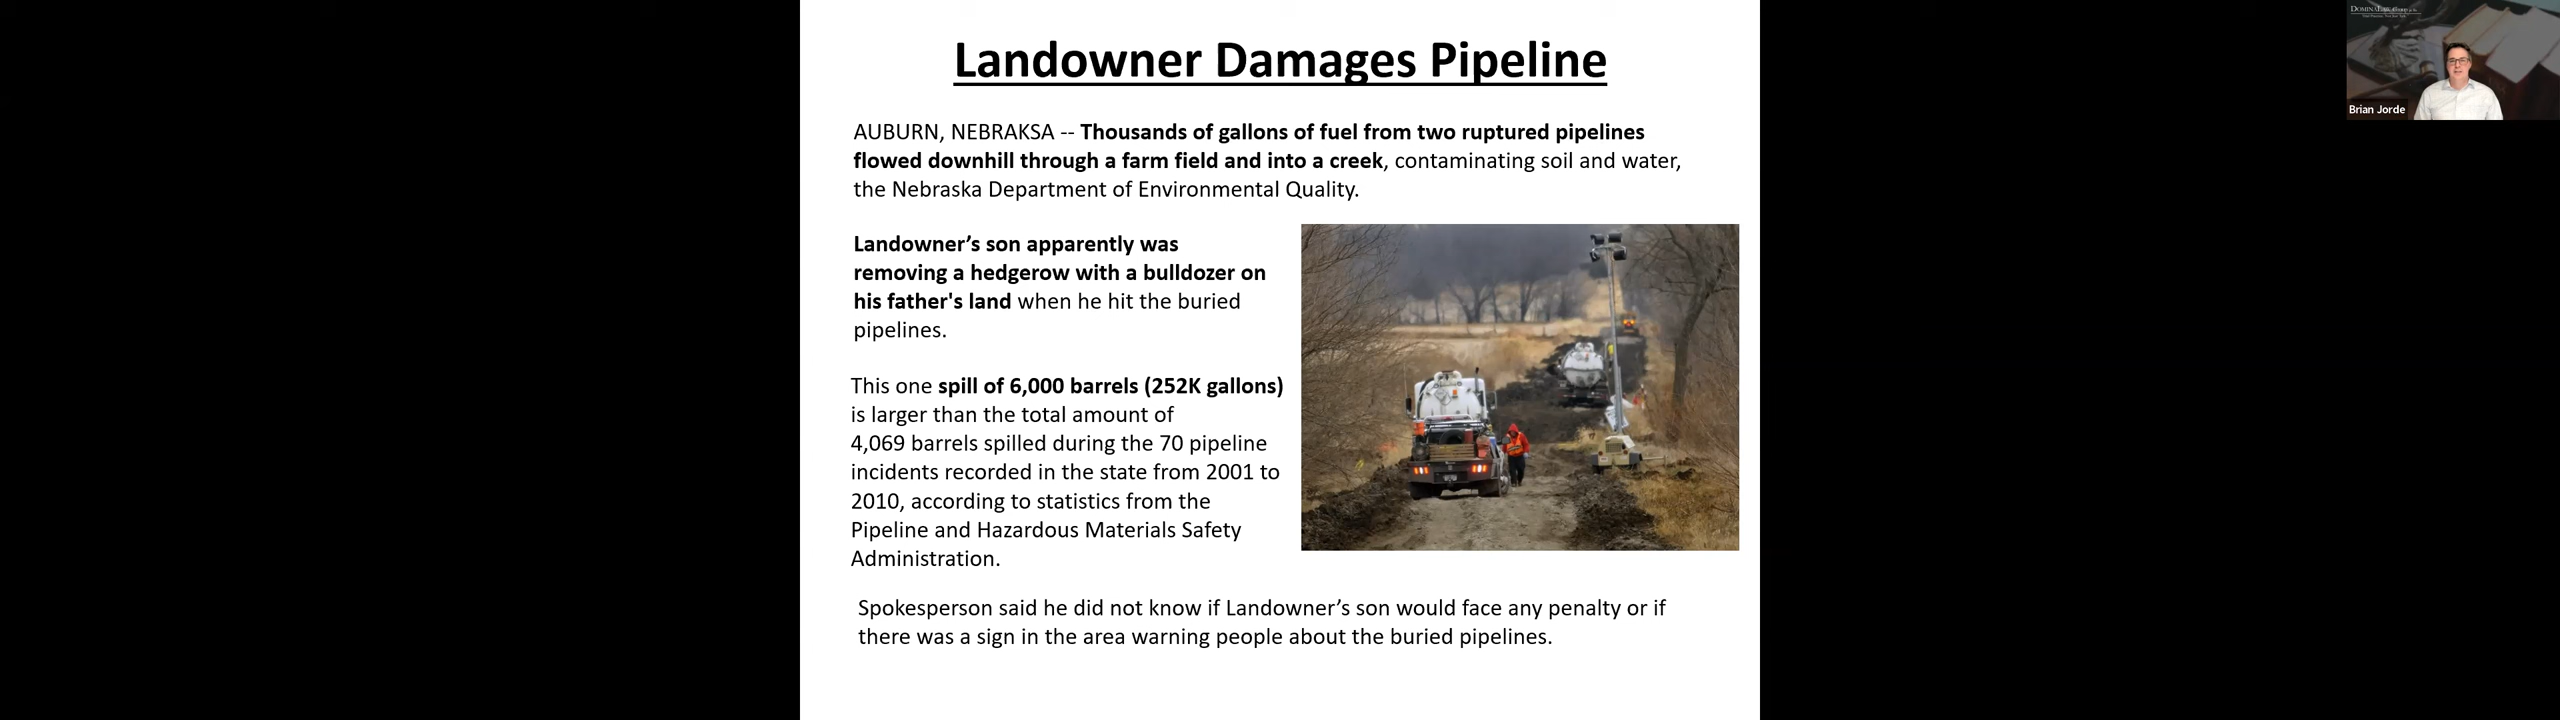 Landowner Damages Pipeline
AUBURN, NEBRAKSA -- Thousands of gallons of fuel from two ruptured pipelines
flowed downhill through a farm field and into a creek, contaminating soil and water,
the Nebraska Department of Environmental Quality.
Landowner’s son apparently was
removing a hedgerow with a bulldozer on
his father's land when he hit the buried
pipelines.
This one spill of 6,000 barrels (252K gallons)
is larger than the total amount of
4,069 barrels spilled during the 70 pipeline
incidents recorded in the state from 2001 to
2010, according to statistics from the
Pipeline and Hazardous Materials Safety
Administration.
Spokesperson said he did not know if Landowner’s son would face any penalty or if
there was a sign in the area warning people about the buried pipelines.
Brian Jorde